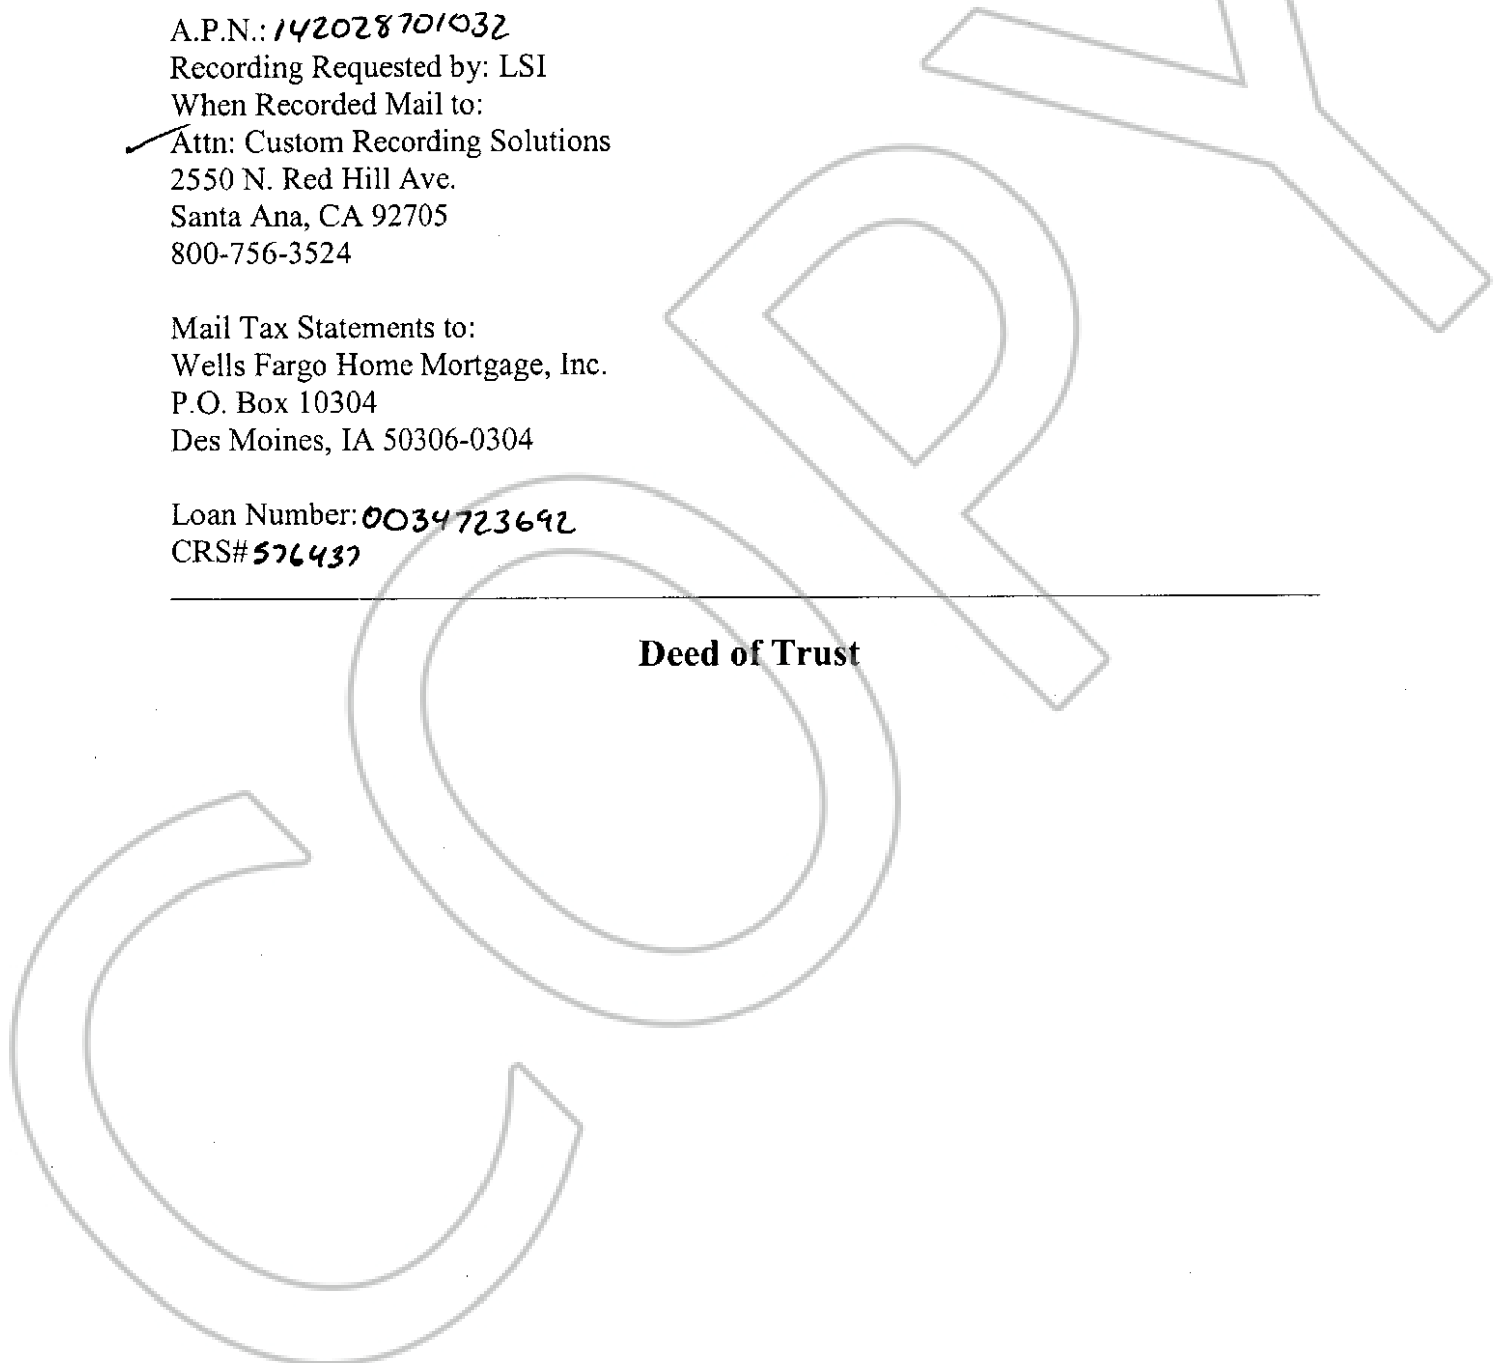 A.P.N.: 142028701032
Recording Requested by: LSI
When Recorded Mail to:
Attn: Custom Recording Solutions
2550 N. Red Hill Ave.
Santa Ana, CA 92705
800-756-3524
Mail Tax Statements to:
Wells Fargo Home Mortgage, Inc.
P.O. Box 10304
Des Moines, IA 50306-0304
Loan Number: 0034723692
CRS# 576437
Deed of Trust
COPY